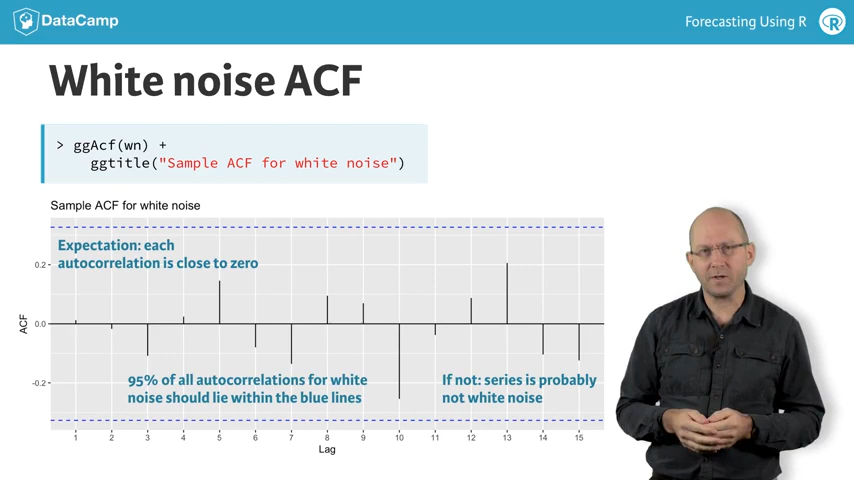 DataCamp
Forecasting Using R
R
White noise ACF
> ggAcf(wn) +
ggtitle("Sample ACF for white noise")
Sample ACF for white noise
Expectation: each
autocorrelation is close to zero
0.2
0.0
-0.2
ACF
95% of all autocorrelations for white
noise should lie within the blue lines
If not: series is probably
not white noise
1 2 3 4 5 6 7 8 9 10 11 12 13 14 15
Lag